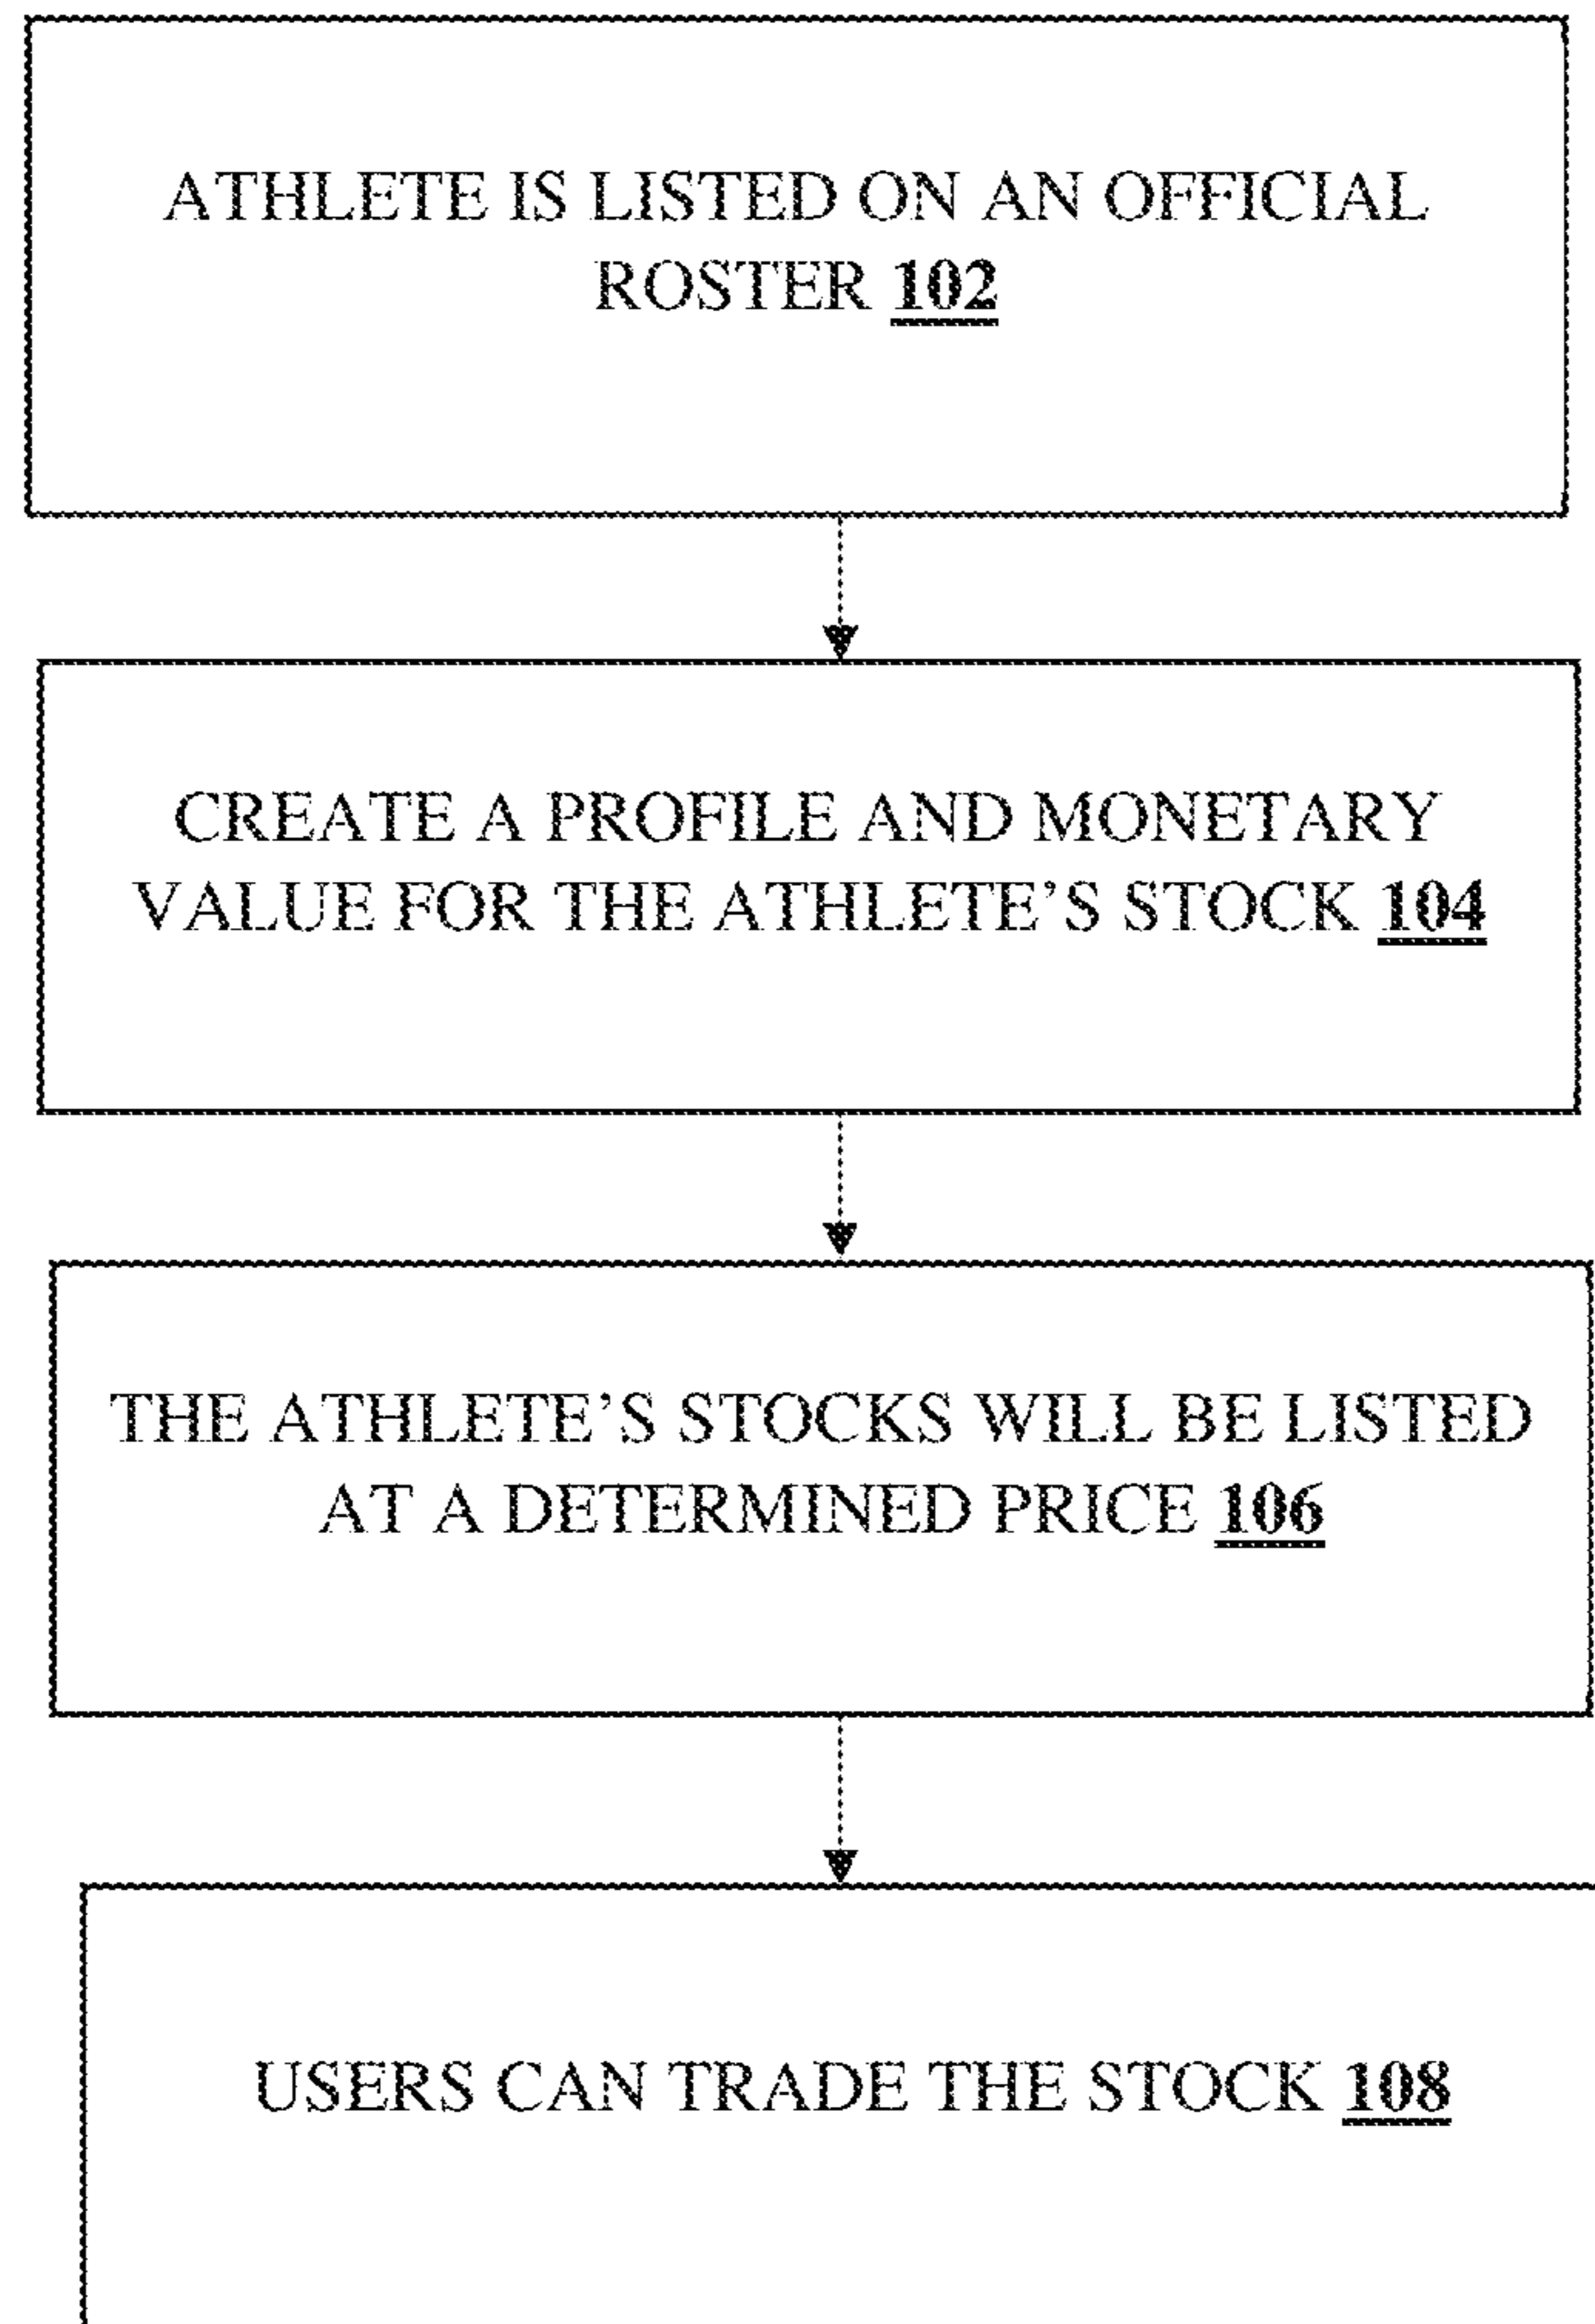 ATHLETE IS LISTED ON AN OFFICIAL
ROSTER 102
CREATE A PROFILE AND MONETARY
VALUE FOR THE ATHLETE’S STOCK 104
THE ATHLETE’S STOCKS WILL BE LISTED
AT A DETERMINED PRICE 106
USERS CAN TRADE THE STOCK 108